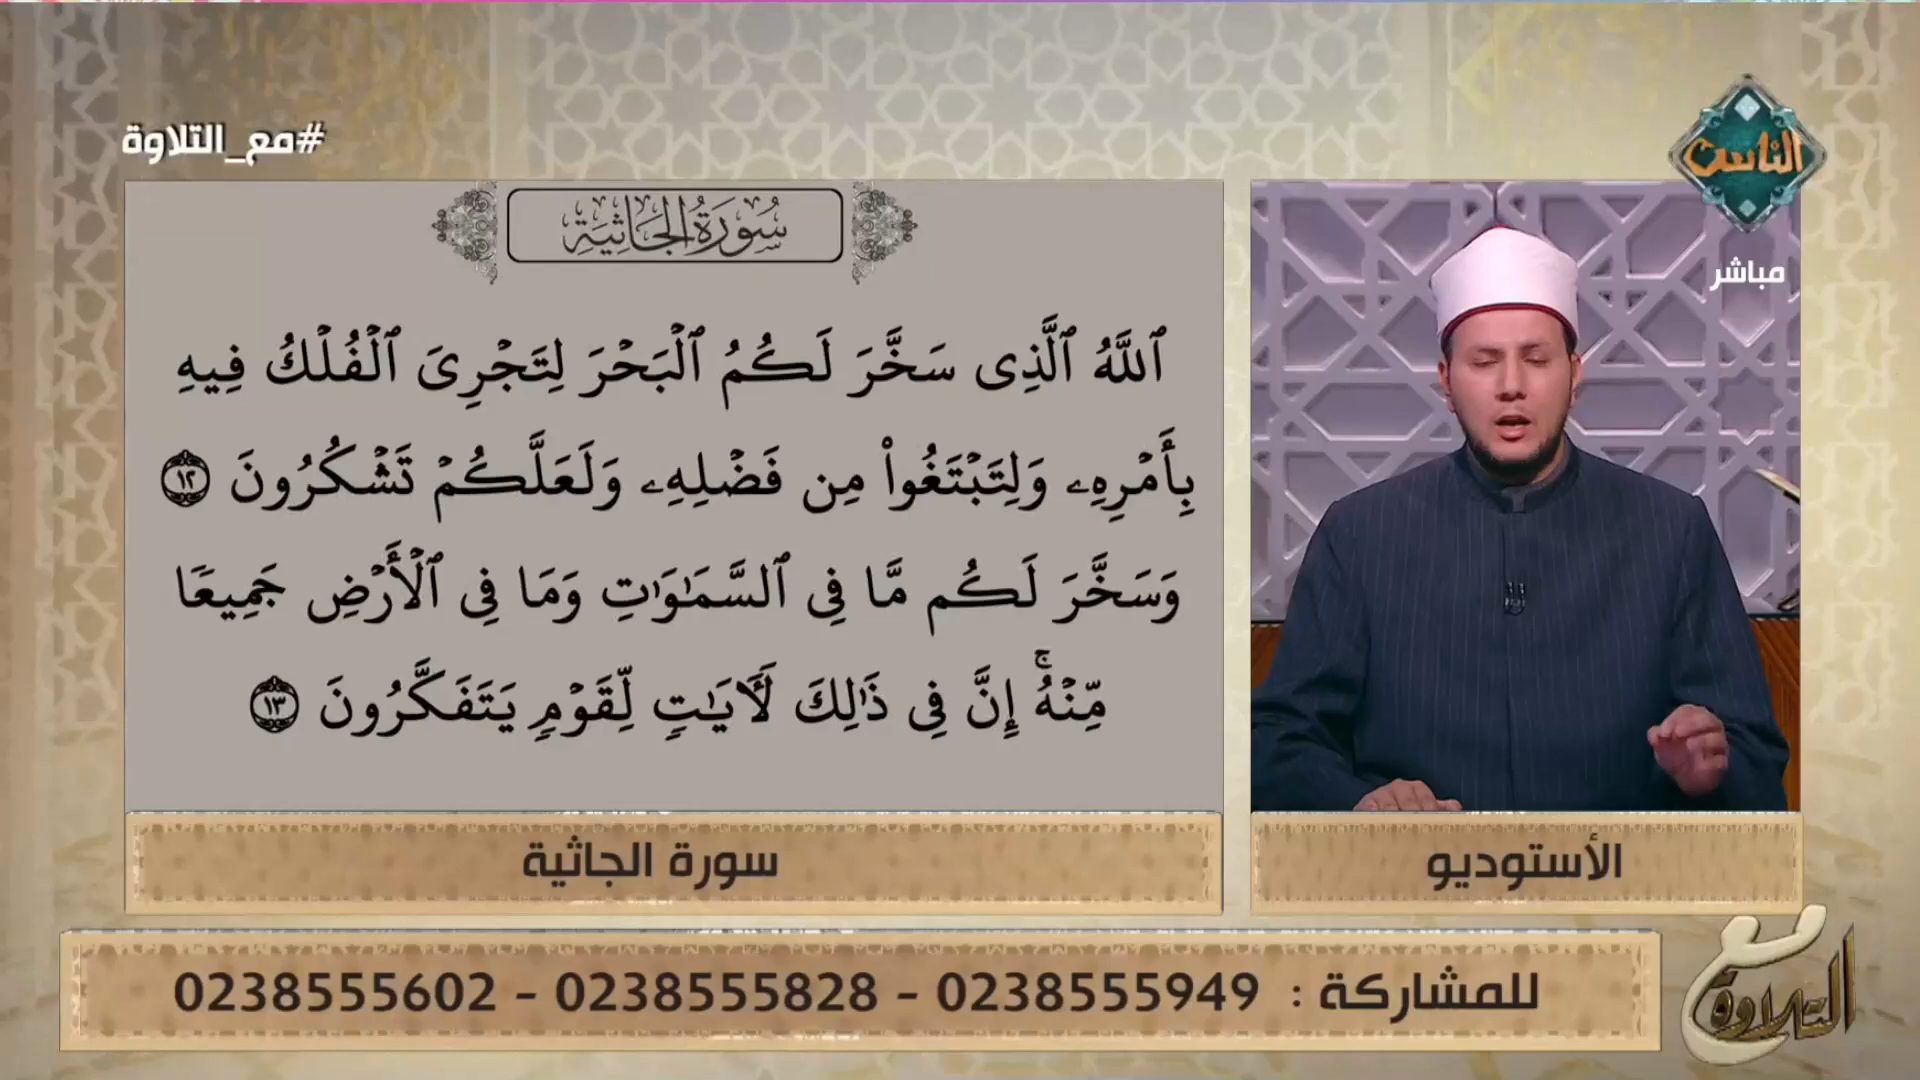 #مع_التلاوة
الناس
مباشر
سُورَةُ الجَاثِيَةِ
ٱللَّهُ ٱلَّذِى سَخَّرَ لَكُمُ ٱلْبَحْرَ لِتَجْرِىَ ٱلْفُلْكُ فِيهِ
بِأَمْرِهِۦ وَلِتَبْتَغُوا۟ مِن فَضْلِهِۦ وَلَعَلَّكُمْ تَشْكُرُونَ ١٢
وَسَخَّرَ لَكُم مَّا فِى ٱلسَّمَـٰوَٰتِ وَمَا فِى ٱلْأَرْضِ جَمِيعًا
مِّنْهُ ۚ إِنَّ فِى ذَٰلِكَ لَـَٔايَـٰتٍ لِّقَوْمٍ يَتَفَكَّرُونَ ١٣
سورة الجاثية
الأستوديو
للمشاركة : 0238555949 - 0238555828 - 0238555602
مع التلاوة